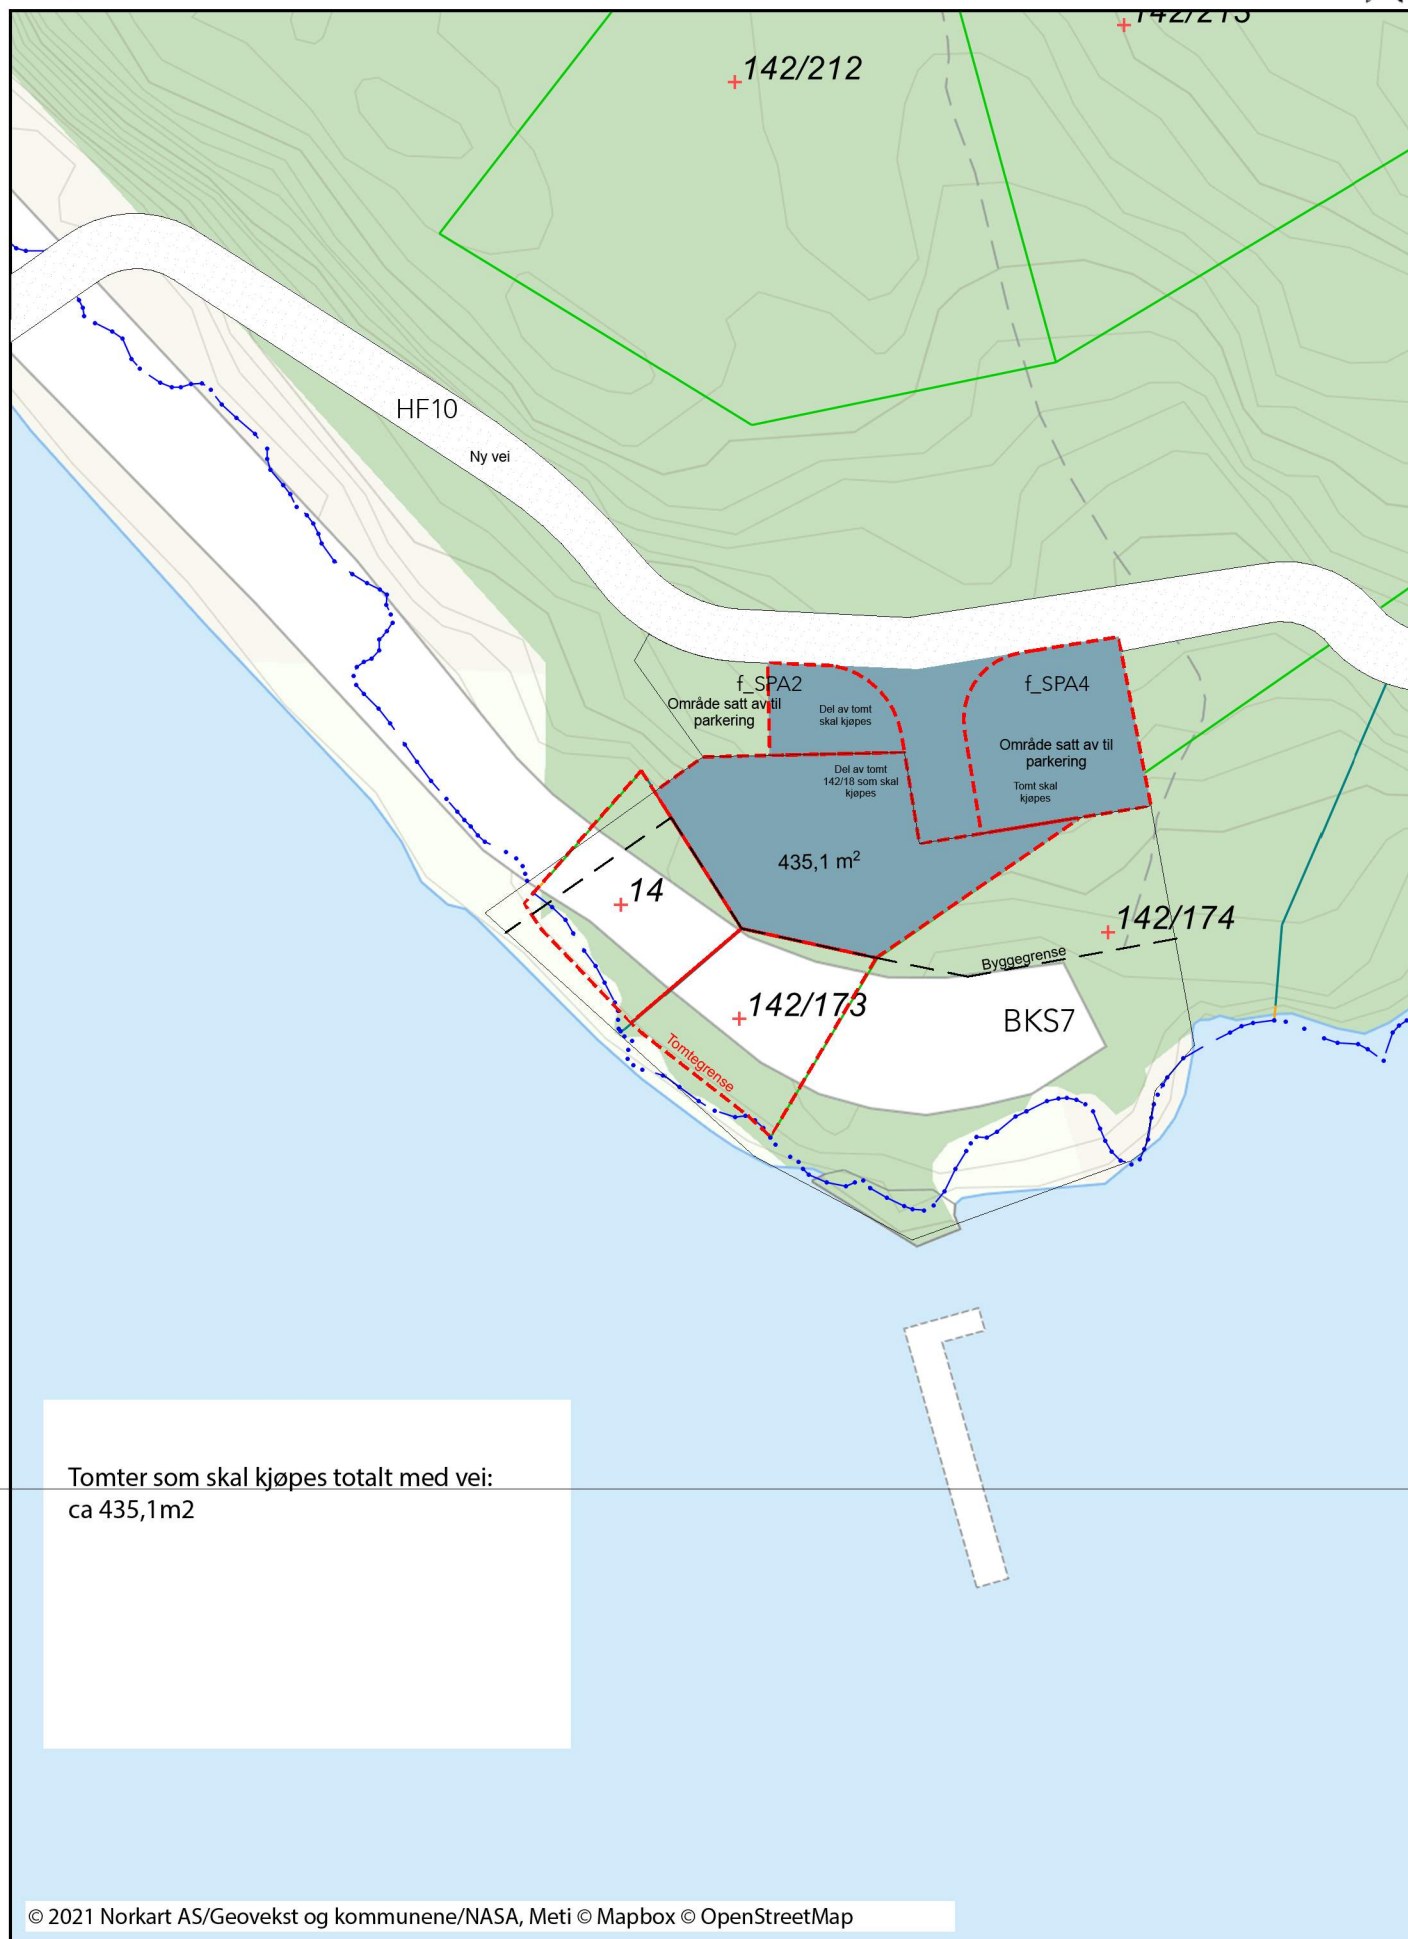 142/213
142/212
HF10
Ny vei
f_SPA2
Område satt av til
parkering
Del av tomt
skal kjøpes
f_SPA4
Område satt av til
parkering
Tomt skal
kjøpes
Del av tomt
142/18 som skal
kjøpes
435,1 m²
14
142/174
Byggegrense
142/173
BKS7
Tomtegrense
Tomter som skal kjøpes totalt med vei:
ca 435,1m2
© 2021 Norkart AS/Geovekst og kommunene/NASA, Meti © Mapbox © OpenStreetMap